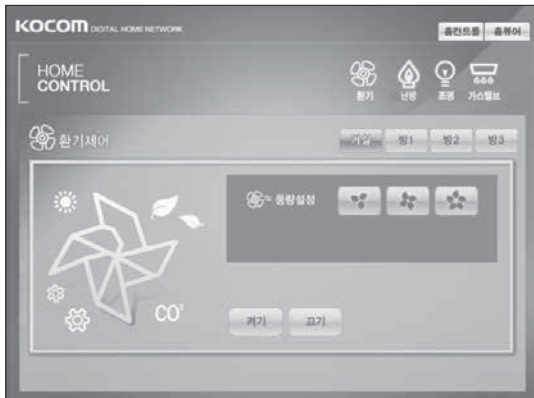 KOCOM DIGITAL HOME NETWORK
홈컨트롤 홈뷰어
HOME
CONTROL
환기 난방 조명 가스밸브
환기제어
거실 방1 방2 방3
풍량설정
CO²
켜기 끄기